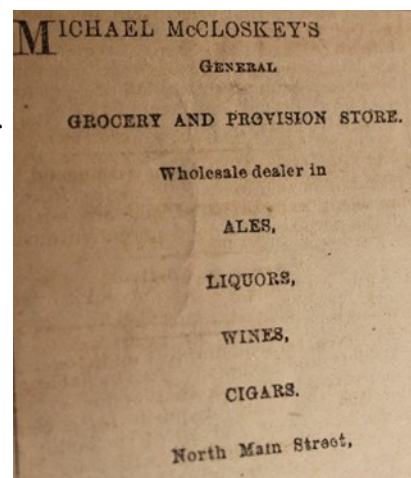 MICHAEL McCLOSKEY'S
GENERAL
GROCERY AND PROVISION STORE.
Wholesale dealer in
ALES,
LIQUORS,
WINES,
CIGARS.
North Main Street,